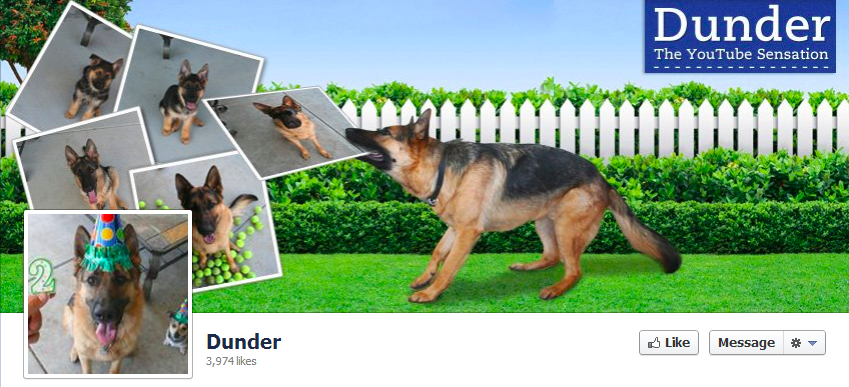 Dunder
The YouTube Sensation
2
Dunder
3,974 likes
Like
Message